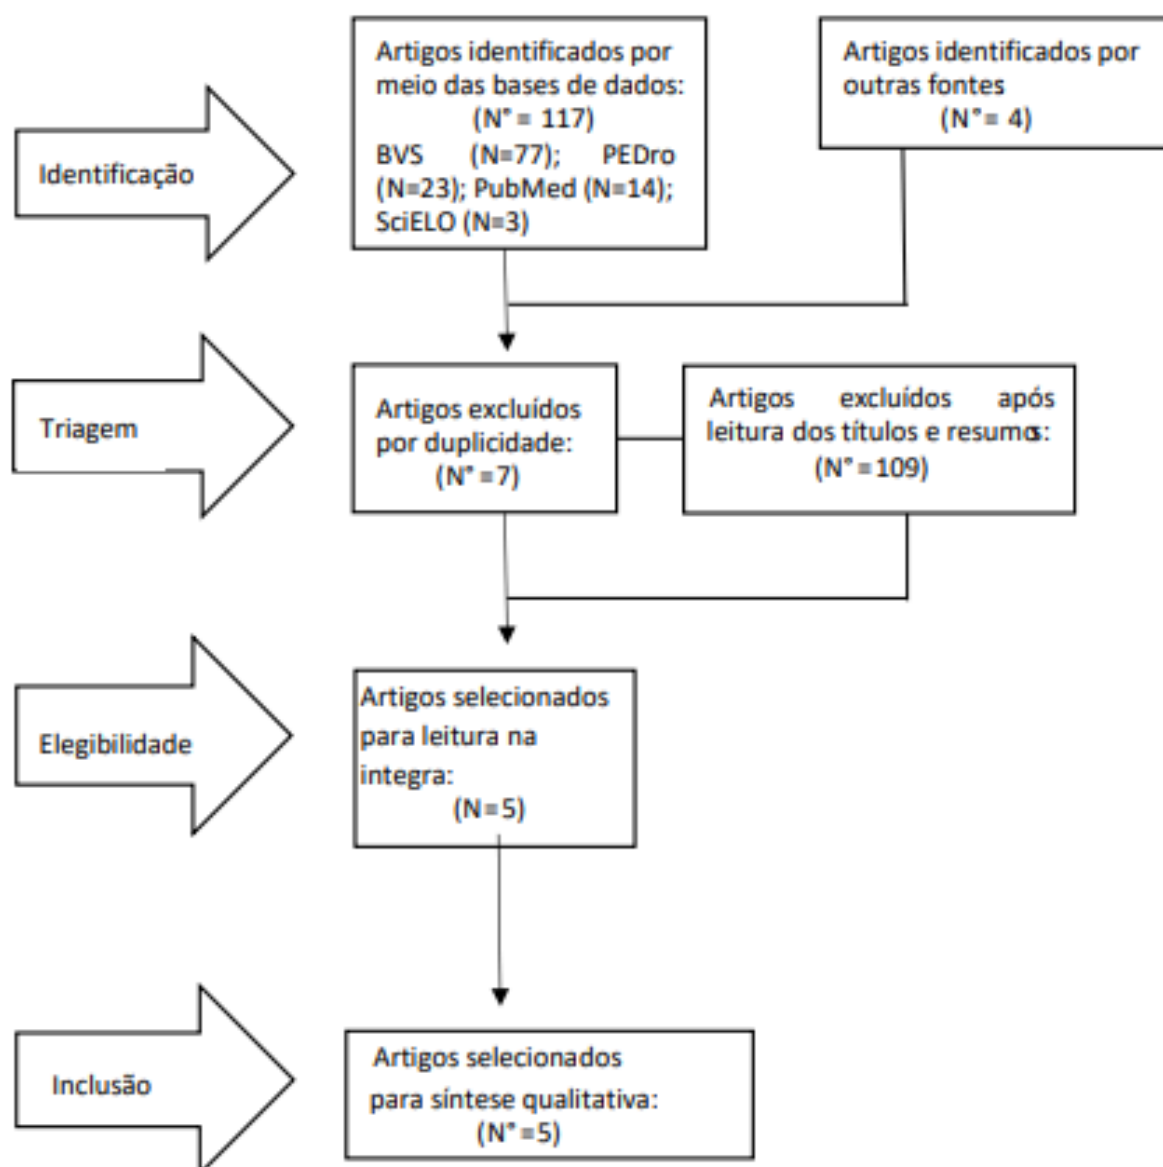 Identificação
Artigos identificados por
meio das bases de dados:
(N° = 117)
BVS (N=77); PEDro
(N=23); PubMed (N=14);
SciELO (N=3)
Artigos identificados por
outras fontes
(N°= 4)
Triagem
Artigos excluídos
por duplicidade:
(N° =7)
Artigos excluídos após
leitura dos títulos e resumos:
(N° =109)
Elegibilidade
Artigos selecionados
para leitura na
integra:
(N=5)
Inclusão
Artigos selecionados
para síntese qualitativa:
(N°=5)